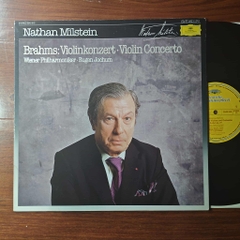 Nathan Milstein
Brahms: Violinkonzert · Violin Concerto
Wiener Philharmoniker · Eugen Jochum